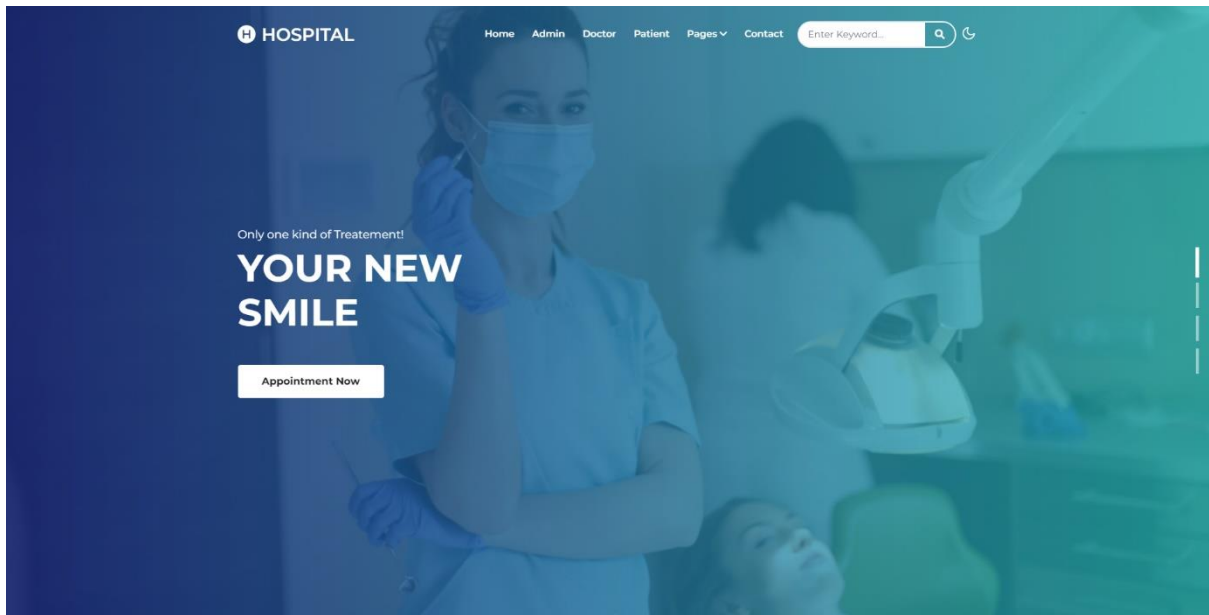 H HOSPITAL
Home Admin Doctor Patient Pages Contact Enter Keyword...
Only one kind of Treatement!
YOUR NEW
SMILE
Appointment Now